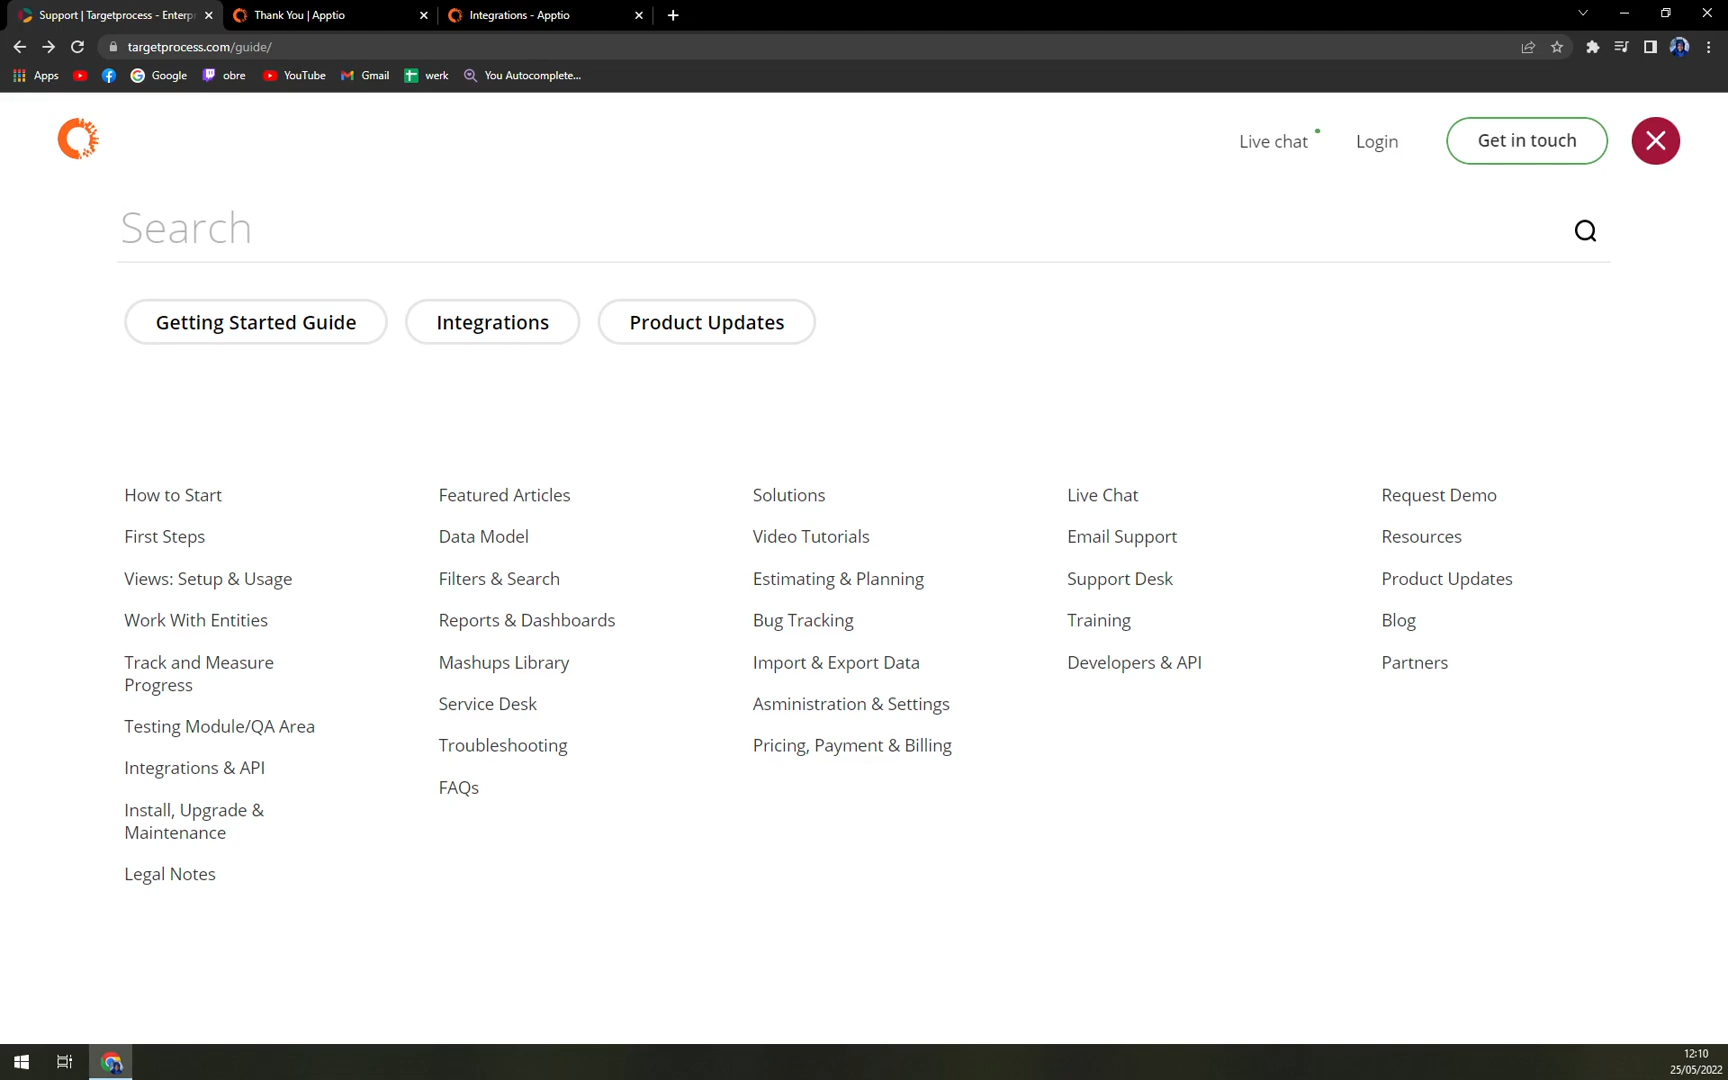 Support | Targetprocess - Enterpr
Thank You | Apptio
Integrations - Apptio
targetprocess.com/guide/
Apps
Google
obre
YouTube
Gmail
werk
You Autocomplete...
Live chat
Login
Get in touch
Search
Getting Started Guide
Integrations
Product Updates
How to Start
First Steps
Views: Setup & Usage
Work With Entities
Track and Measure
Progress
Testing Module/QA Area
Integrations & API
Install, Upgrade &
Maintenance
Legal Notes
Featured Articles
Data Model
Filters & Search
Reports & Dashboards
Mashups Library
Service Desk
Troubleshooting
FAQs
Solutions
Video Tutorials
Estimating & Planning
Bug Tracking
Import & Export Data
Asministration & Settings
Pricing, Payment & Billing
Live Chat
Email Support
Support Desk
Training
Developers & API
Request Demo
Resources
Product Updates
Blog
Partners
12:10
25/05/2022